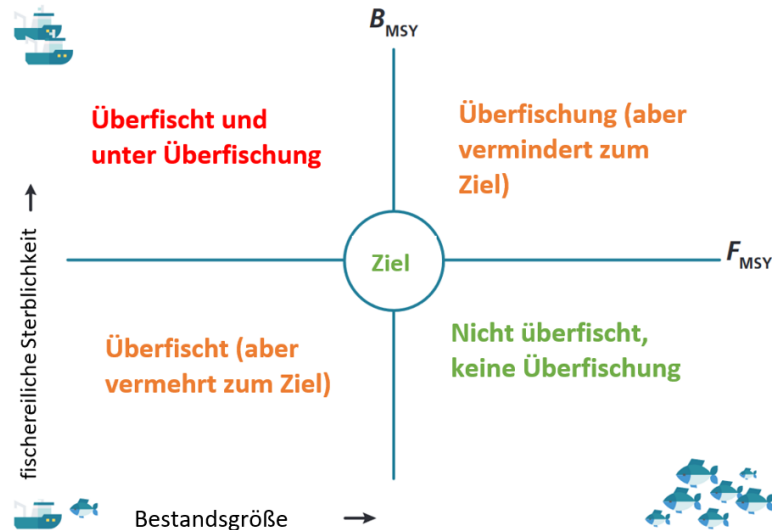 B MSY
Überfischt und
unter Überfischung
Überfischung (aber
vermindert zum
Ziel)
Ziel
F MSY
fischereiliche Sterblichkeit
Überfischt (aber
vermehrt zum Ziel)
Nicht überfischt,
keine Überfischung
Bestandsgröße